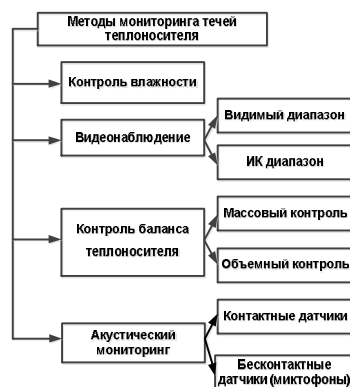 Методы мониторинга течей
теплоносителя
Контроль влажности
Видеонаблюдение
Видимый диапазон
ИК диапазон
Контроль баланса
теплоносителя
Массовый контроль
Объемный контроль
Акустический
мониторинг
Контактные датчики
Бесконтактные
датчики (миктофоны)